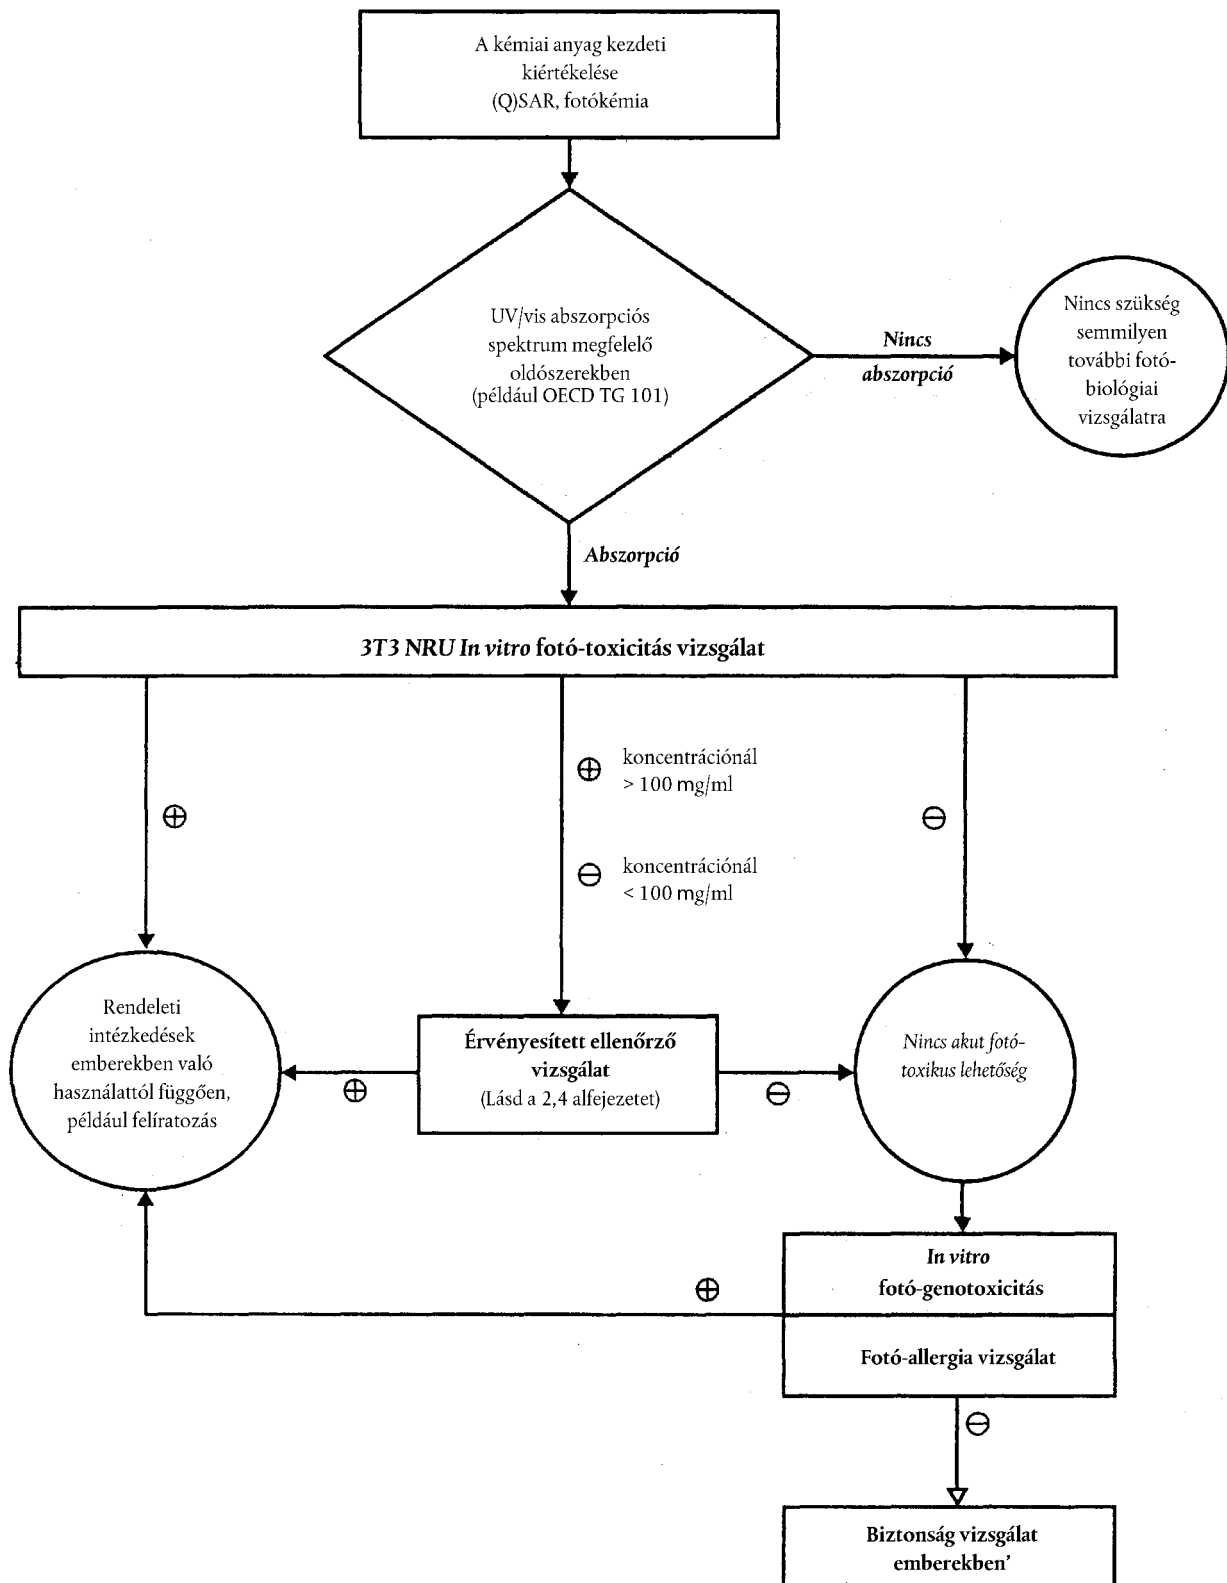 A kémiai anyag kezdeti
kiértékelése
(Q)SAR, fotókémia
UV/vis abszorpciós
spektrum megfelelő
oldószerekben
(például OECD TG 101)
Nincs
abszorpció
Nincs szükség
semmilyen
további fotó-
biológiai
vizsgálatra
Abszorpció
3T3 NRU In vitro fotó-toxicitás vizsgálat
⊕
⊕ koncentrációnál
> 100 mg/ml
⊖
⊖ koncentrációnál
< 100 mg/ml
Rendeleti
intézkedések
emberekben való
használattól függően,
például felíratozás
⊕
Érvényesített ellenőrző
vizsgálat
(Lásd a 2,4 alfejezetet)
⊖
Nincs akut fotó-
toxikus lehetőség
⊕
In vitro
fotó-genotoxicitás
Fotó-allergia vizsgálat
⊖
Biztonság vizsgálat
emberekben'